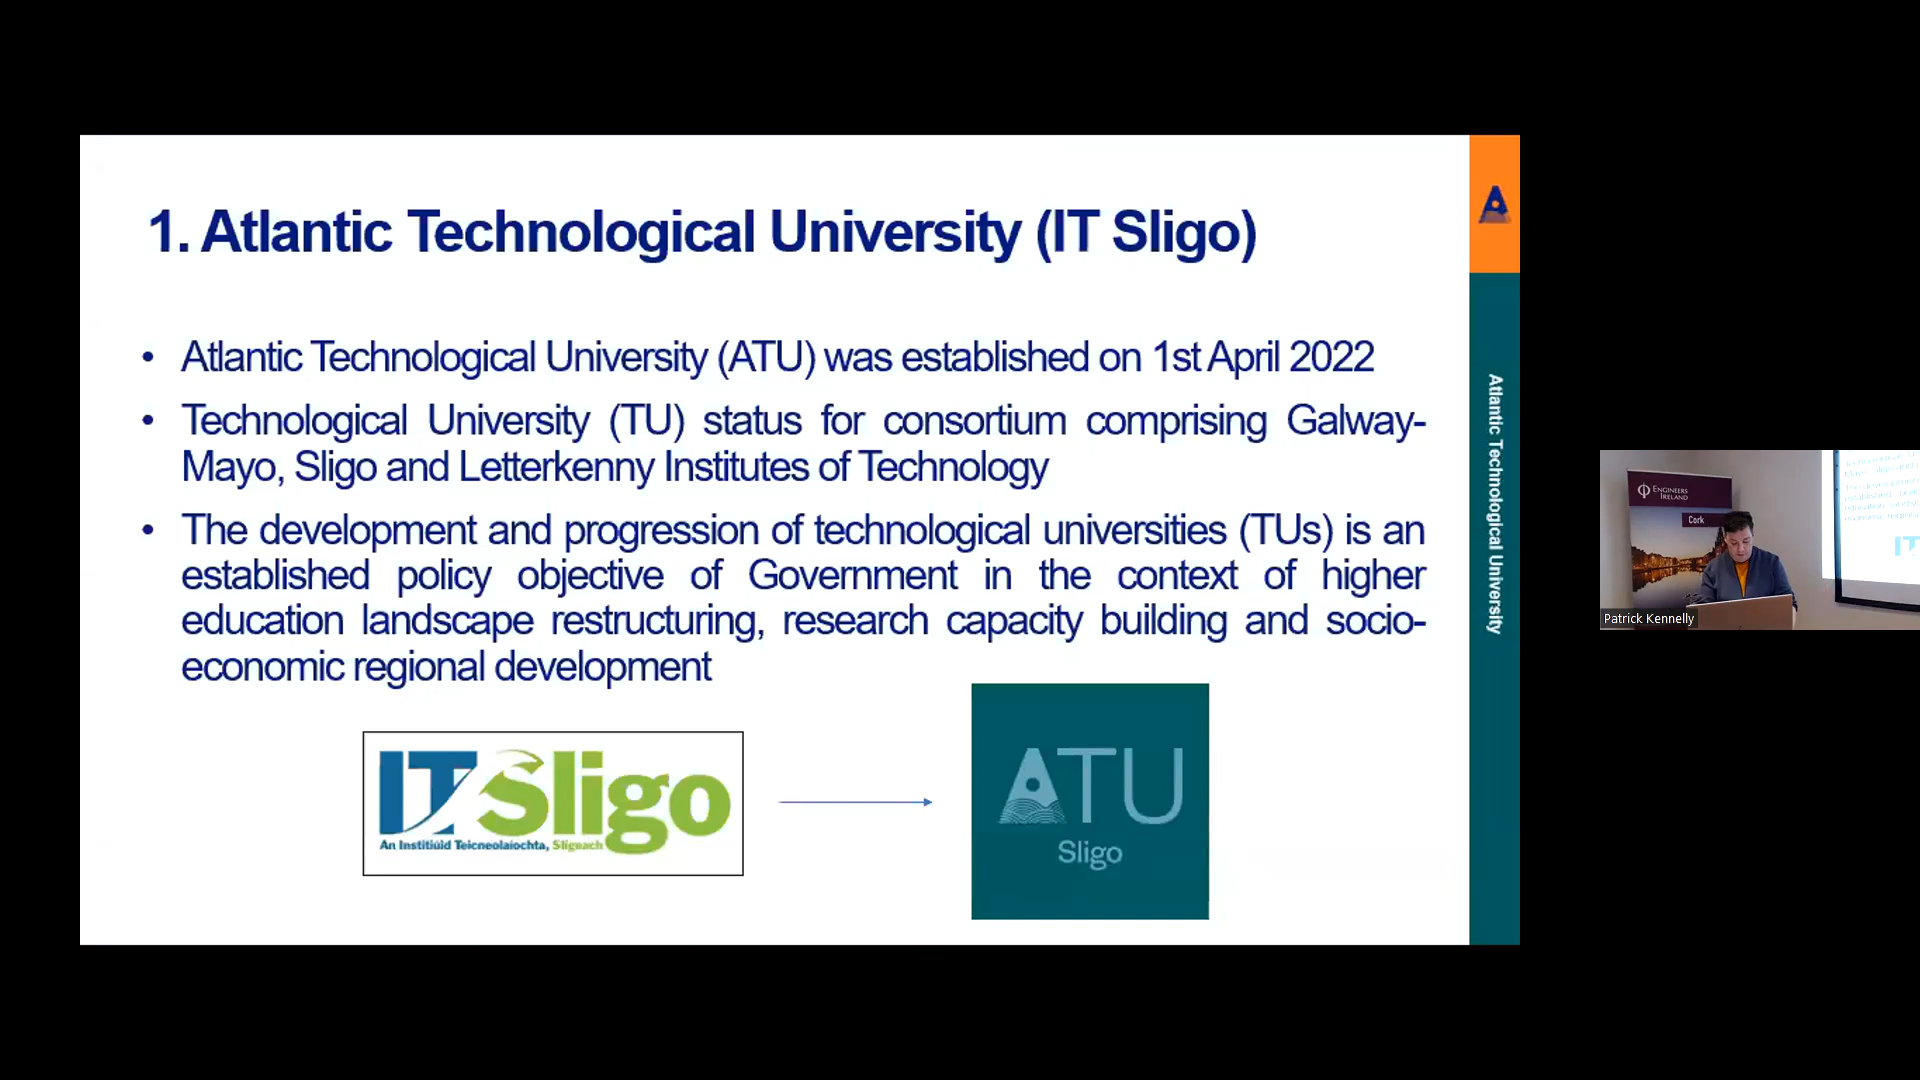 1. Atlantic Technological University (IT Sligo)
• Atlantic Technological University (ATU) was established on 1st April 2022
• Technological University (TU) status for consortium comprising Galway-
Mayo, Sligo and Letterkenny Institutes of Technology
• The development and progression of technological universities (TUs) is an
established policy objective of Government in the context of higher
education landscape restructuring, research capacity building and socio-
economic regional development
IT Sligo
An Institiúid Teicneolaíochta, Sligeach
ATU
Sligo
Atlantic Technological University
ENGINEERS
IRELAND
Cork
Patrick Kennelly